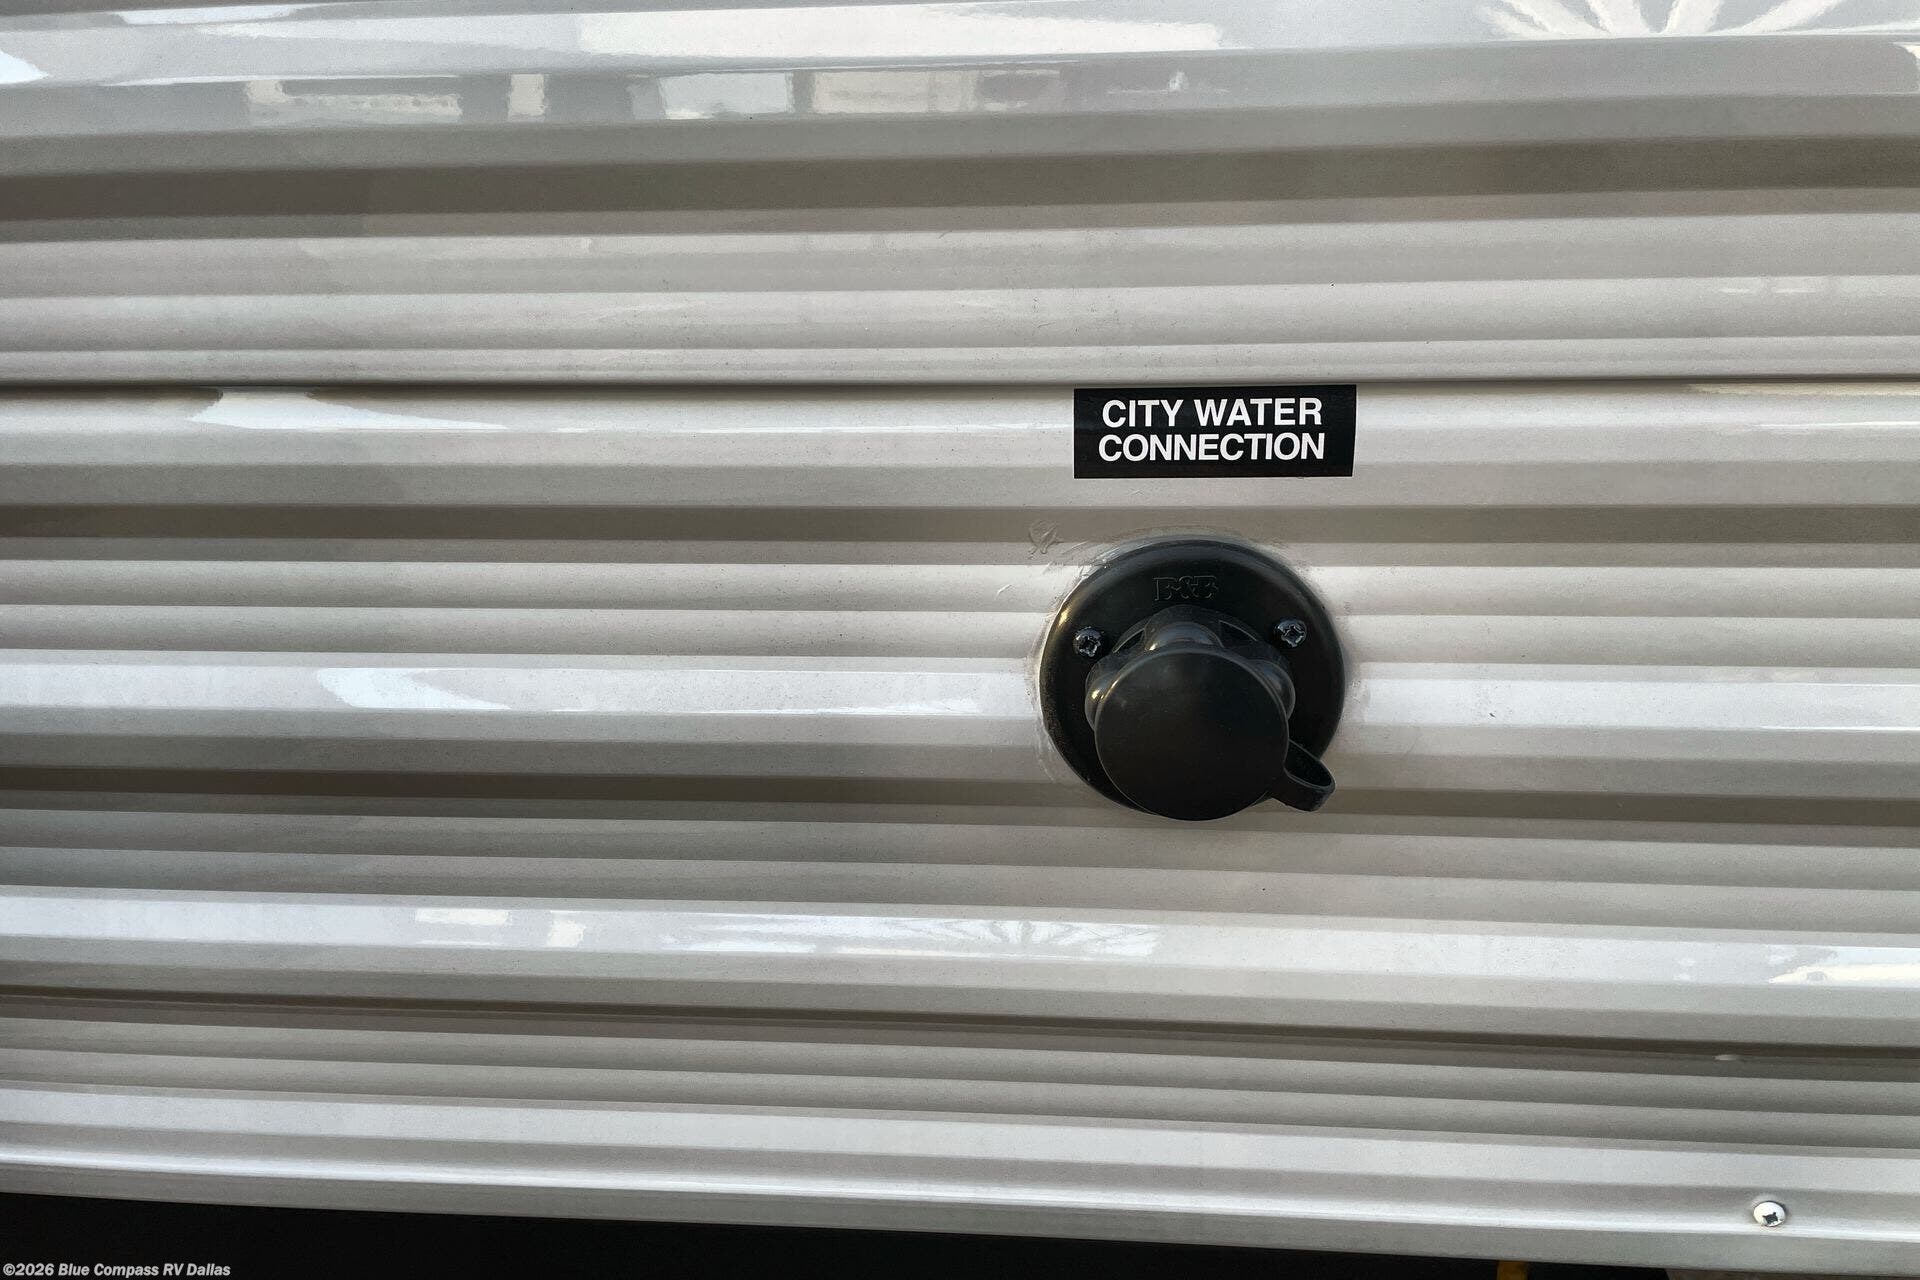 CITY WATER
CONNECTION
B&B
©2026 Blue Compass RV Dallas